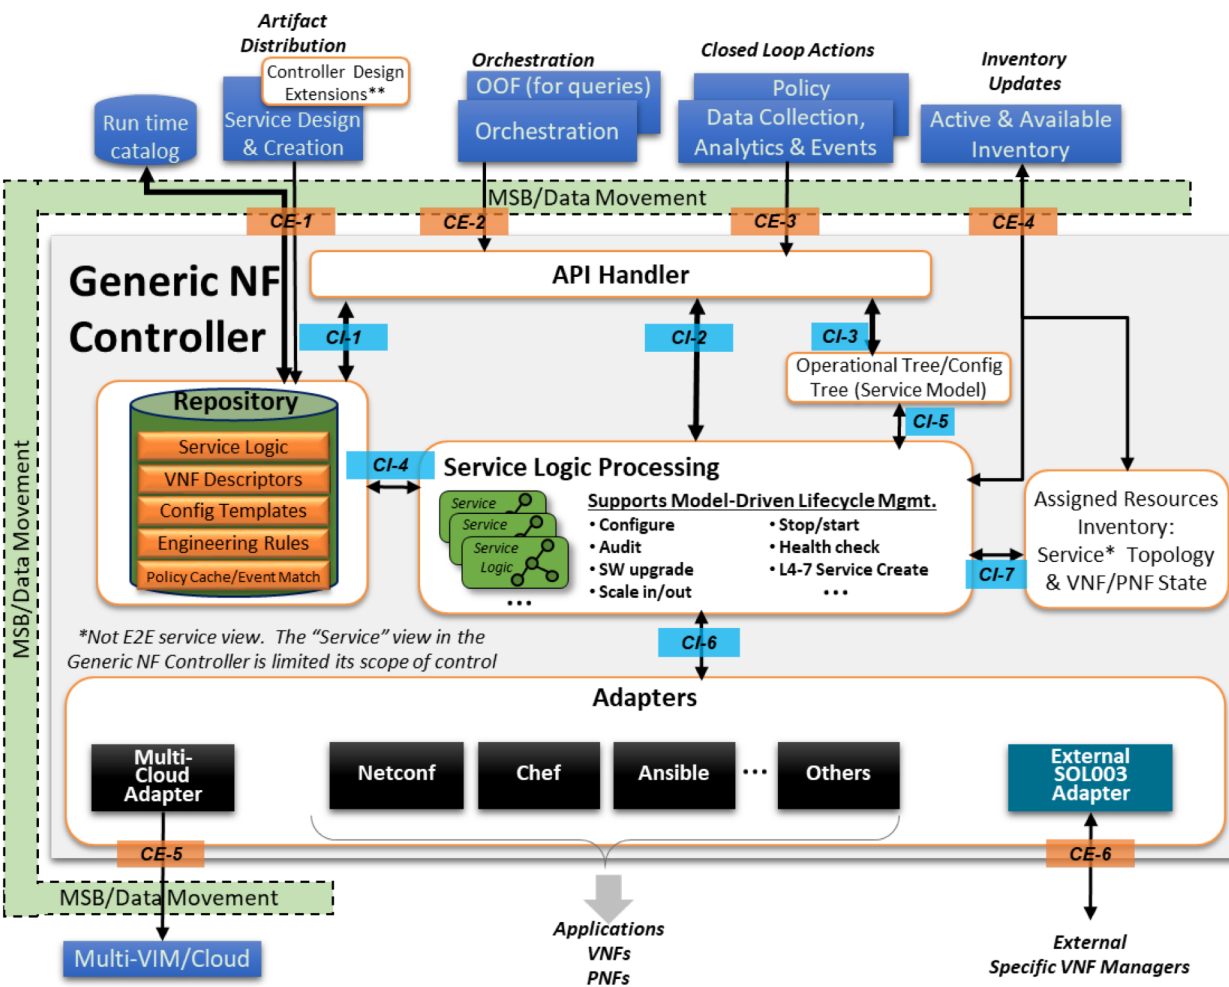 Artifact
Distribution
Orchestration
Closed Loop Actions
Inventory
Updates
Controller Design
Extensions**
Run time
catalog
Service Design
& Creation
OOF (for queries)
Orchestration
Policy
Data Collection,
Analytics & Events
Active & Available
Inventory
MSB/Data Movement
CE-1
CE-2
CE-3
CE-4
Generic NF
Controller
API Handler
CI-1
CI-2
CI-3
Operational Tree/Config
Tree (Service Model)
CI-5
Repository
Service Logic
VNF Descriptors
Config Templates
Engineering Rules
Policy Cache/Event Match
CI-4
Service Logic Processing
Service
Service
Service
Logic
...
Supports Model-Driven Lifecycle Mgmt.
• Configure
• Audit
• SW upgrade
• Scale in/out
• Stop/start
• Health check
• L4-7 Service Create
...
CI-7
Assigned Resources
Inventory:
Service* Topology
& VNF/PNF State
MSB/Data Movement
*Not E2E service view. The “Service” view in the
Generic NF Controller is limited its scope of control
CI-6
Adapters
Multi-
Cloud
Adapter
Netconf
Chef
Ansible
...
Others
External
SOL003
Adapter
CE-5
CE-6
MSB/Data Movement
Multi-VIM/Cloud
Applications
VNFs
PNFs
External
Specific VNF Managers